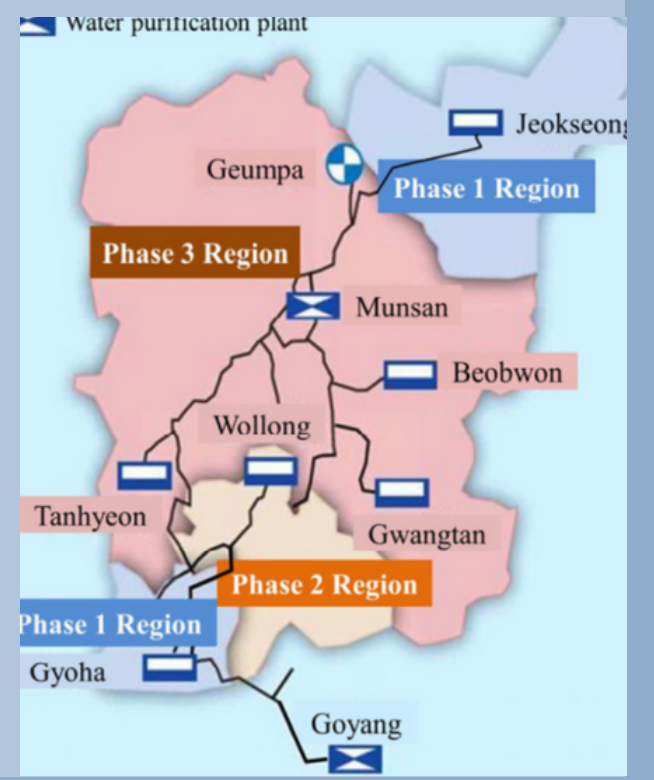 Water purification plant
Jeokseong
Geumpa
Phase 1 Region
Phase 3 Region
Munsan
Beobwon
Wollong
Tanhyeon
Gwangtan
Phase 2 Region
Phase 1 Region
Gyoha
Goyang